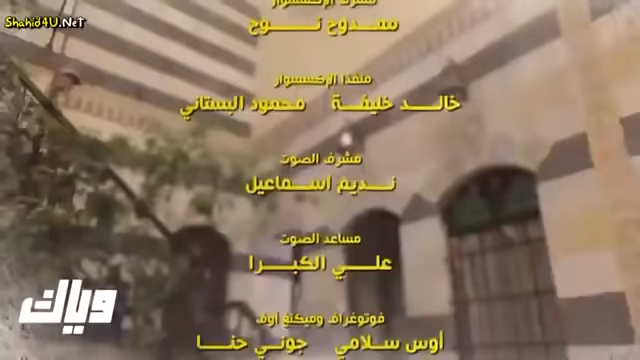 Shahid4U.Net
مشرف الإكسسوار
ممدوح نوح
منفذا الإكسسوار
خالد خليفة محمود البستاني
مشرف الصوت
نديم اسماعيل
مساعد الصوت
علي الكبرا
وياك
فوتوغراف وميكنغ أوف
أوس سلامي جوني حنا